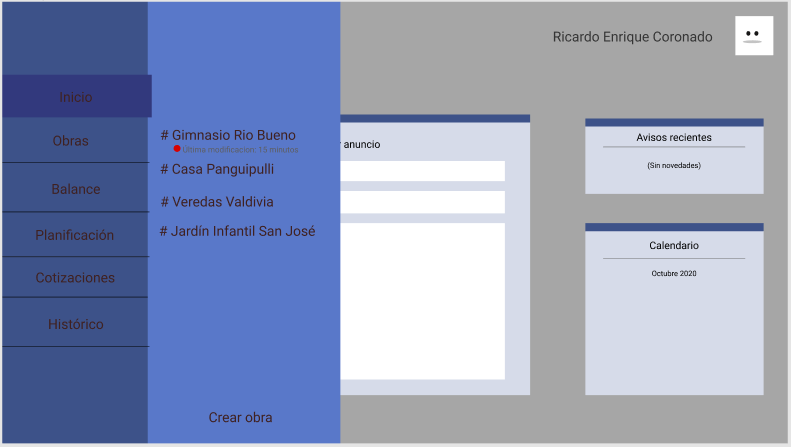 Ricardo Enrique Coronado
Inicio
Obras
Balance
Planificación
Cotizaciones
Histórico
# Gimnasio Rio Bueno
Última modificación: 15 minutos
# Casa Panguipulli
# Veredas Valdivia
# Jardín Infantil San José
Crear obra
anuncio
Avisos recientes
(Sin novedades)
Calendario
Octubre 2020